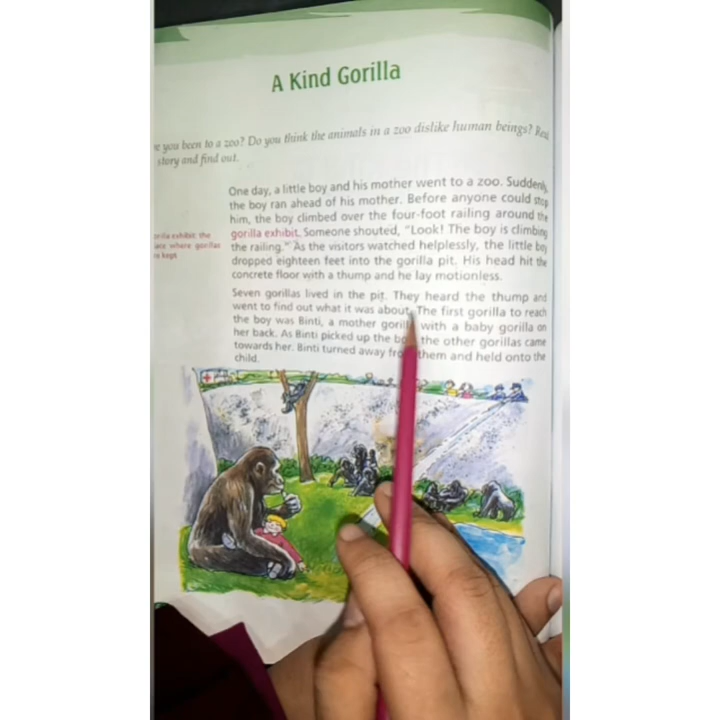 A Kind Gorilla
you been to a zoo? Do you think the animals in a zoo dislike human beings? Read
story and find out.
One day, a little boy and his mother went to a zoo. Suddenly,
the boy ran ahead of his mother. Before anyone could stop
him, the boy climbed over the four-foot railing around the
gorilla exhibit. Someone shouted, "Look! The boy is climbing
the railing." As the visitors watched helplessly, the little boy
dropped eighteen feet into the gorilla pit. His head hit the
concrete floor with a thump and he lay motionless.
exhibit: the
where gorillas
kept
Seven gorillas lived in the pit. They heard the thump and
went to find out what it was about. The first gorilla to reach
the boy was Binti, a mother gorilla with a baby gorilla on
her back. As Binti picked up the the other gorillas came
towards her. Binti turned away from them and held onto the
child.